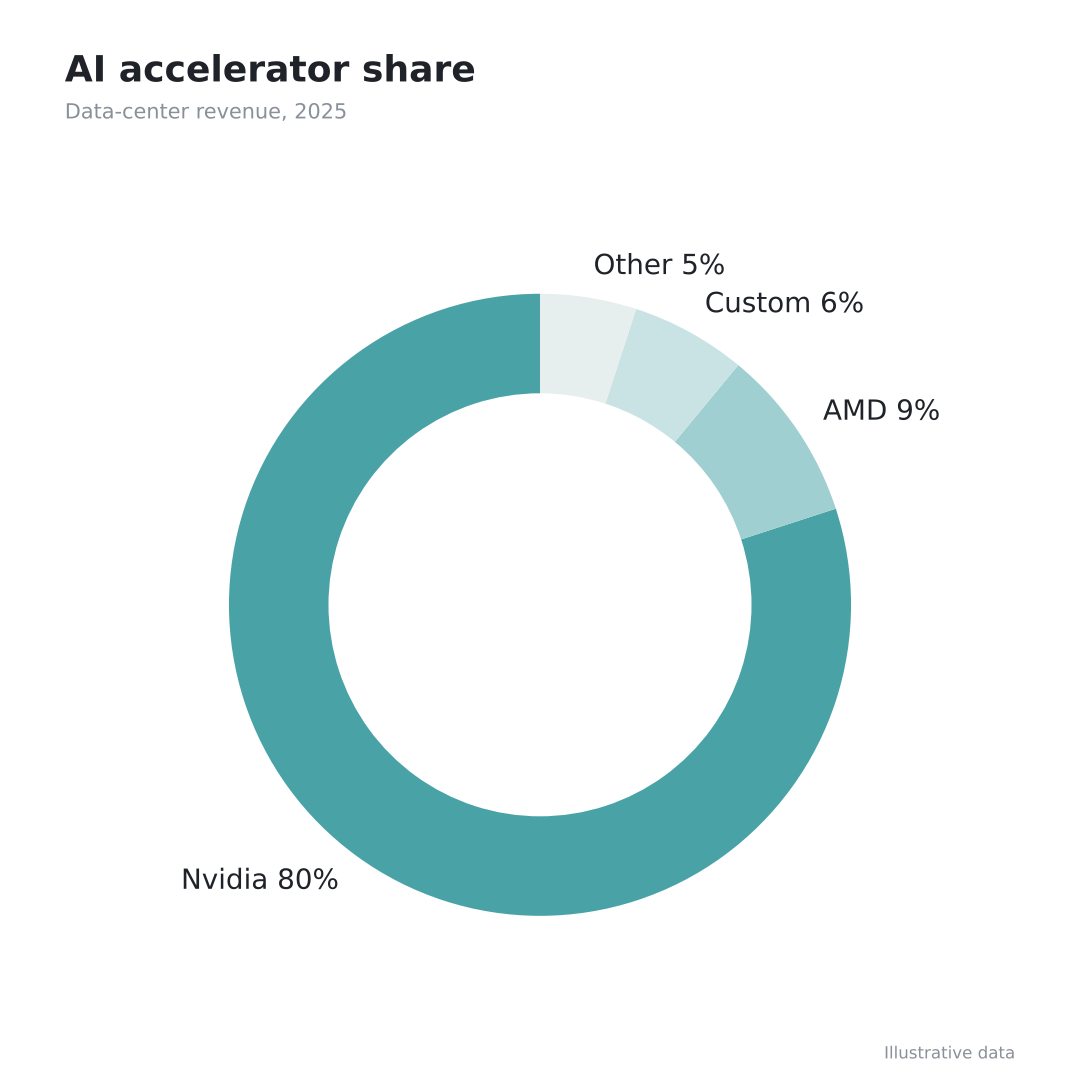 AI accelerator share
Data-center revenue, 2025
Other 5%
Custom 6%
AMD 9%
Nvidia 80%
Illustrative data